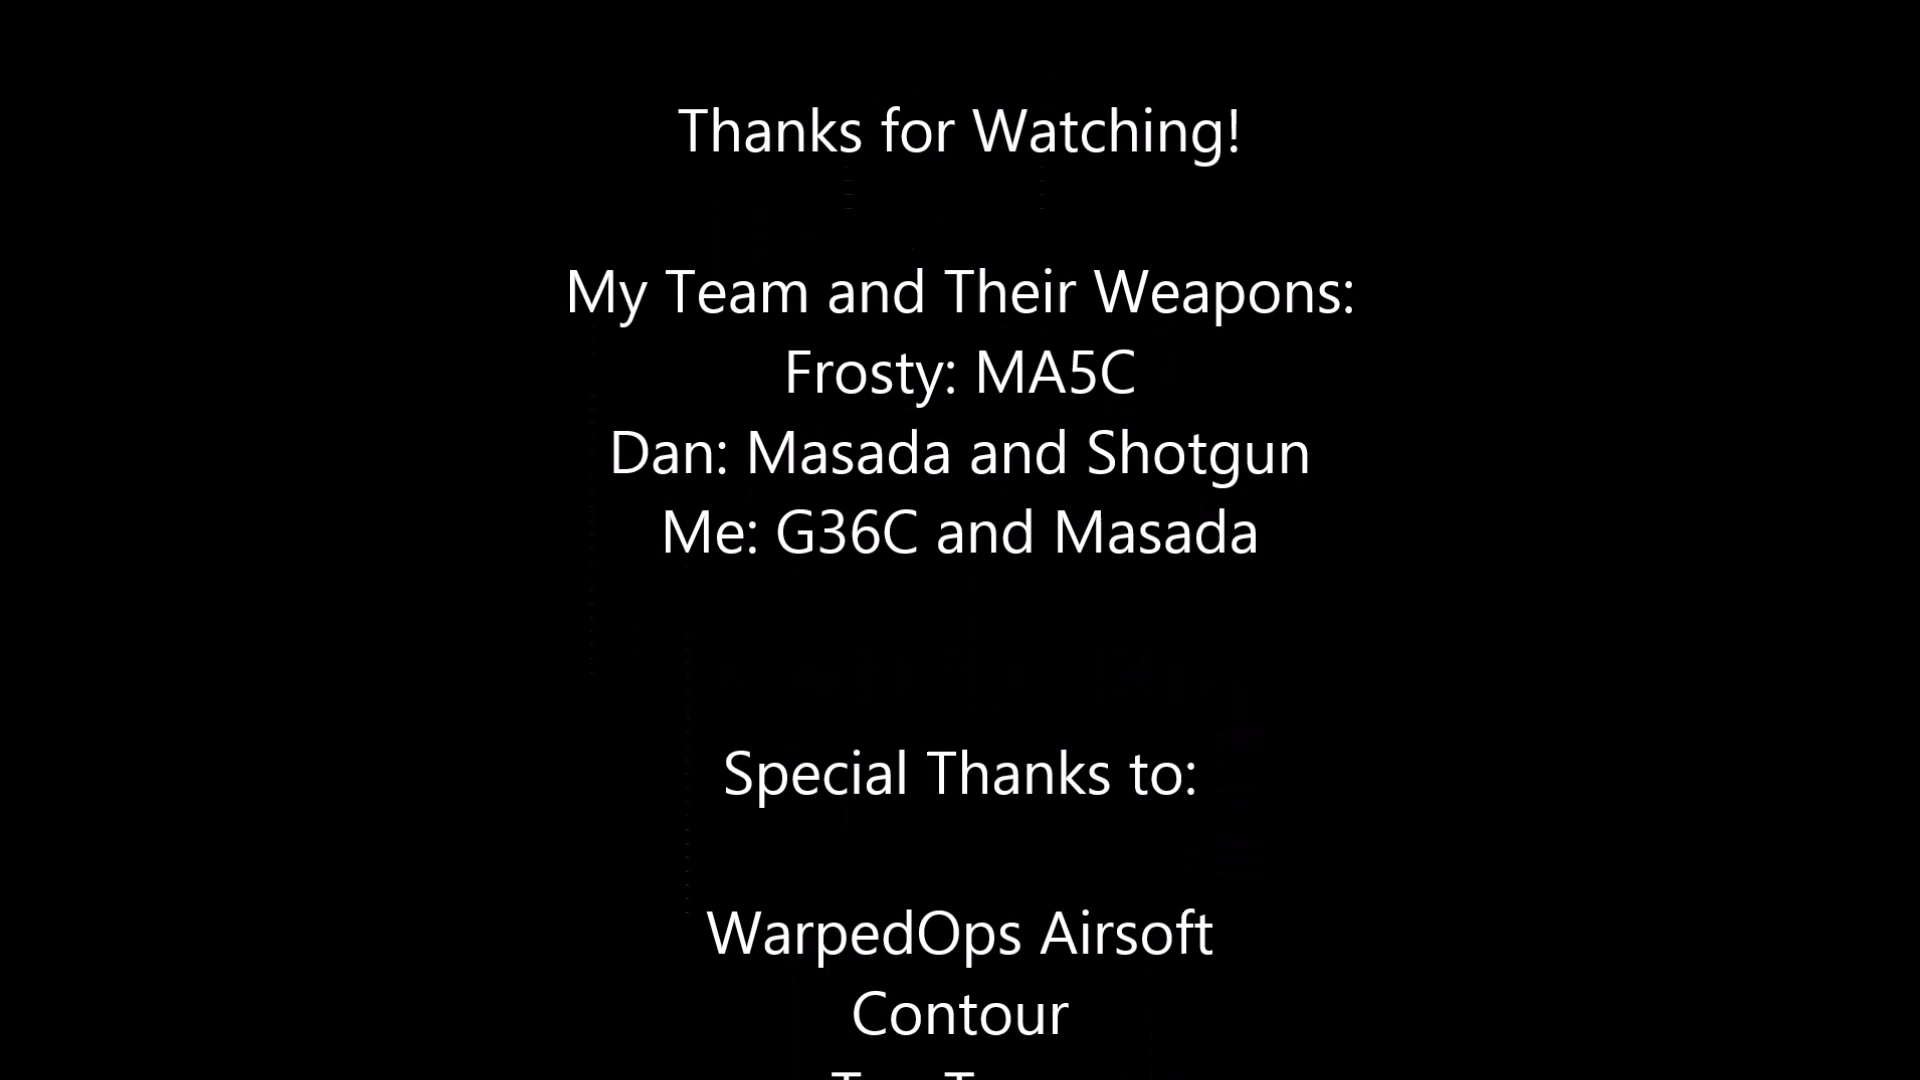 Thanks for Watching!
My Team and Their Weapons:
Frosty: MA5C
Dan: Masada and Shotgun
Me: G36C and Masada
Special Thanks to:
WarpedOps Airsoft
Contour